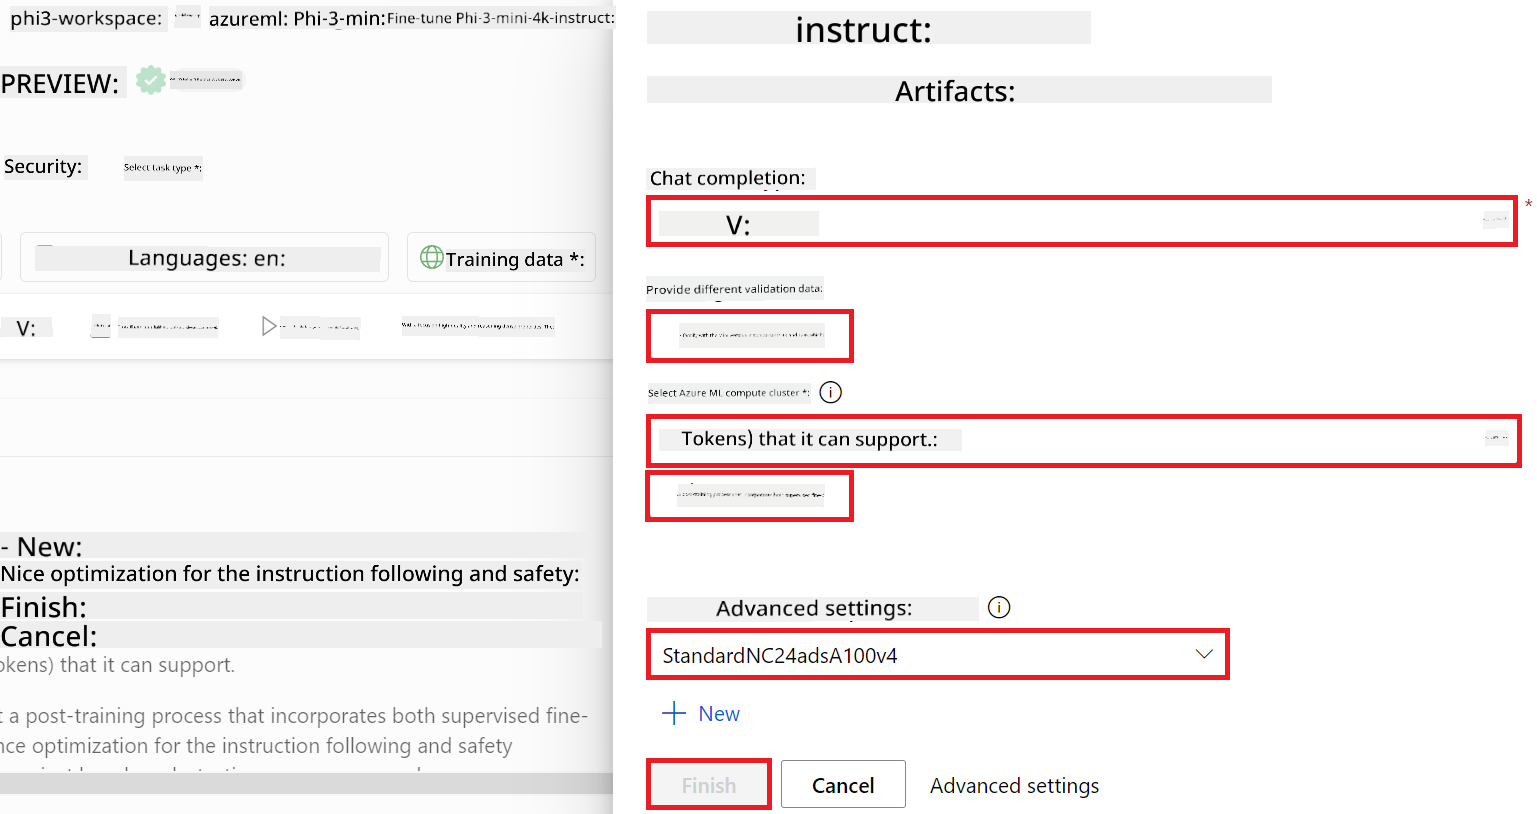 phi3-workspace: azureml: Phi-3-min: Fine-tune Phi-3-mini-4k-instruct:
PREVIEW:
Security: Select task type *:
Languages: en: Training data *:
V:
- New:
Nice optimization for the instruction following and safety:
Finish:
Cancel:
okens) that it can support.
t a post-training process that incorporates both supervised fine-
nce optimization for the instruction following and safety
instruct:
Artifacts:
Chat completion:
*
V:
Provide different validation data:
Select Azure ML compute cluster *: i
Tokens) that it can support.:
Advanced settings: i
StandardNC24adsA100v4
+ New
Finish Cancel Advanced settings